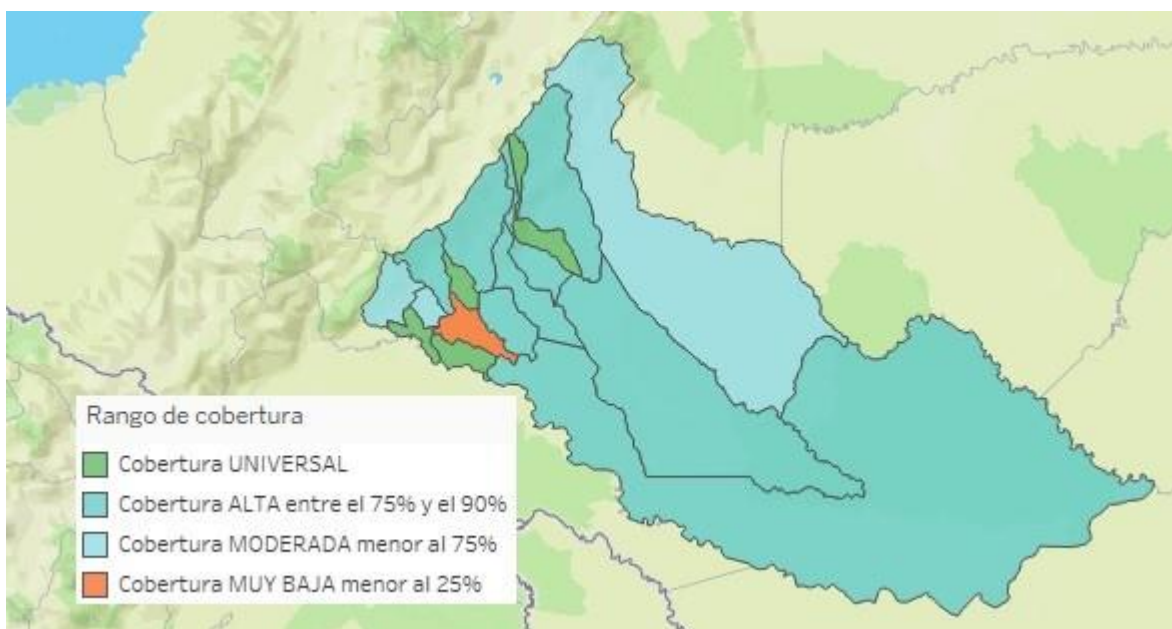 Rango de cobertura
Cobertura UNIVERSAL
Cobertura ALTA entre el 75% y el 90%
Cobertura MODERADA menor al 75%
Cobertura MUY BAJA menor al 25%